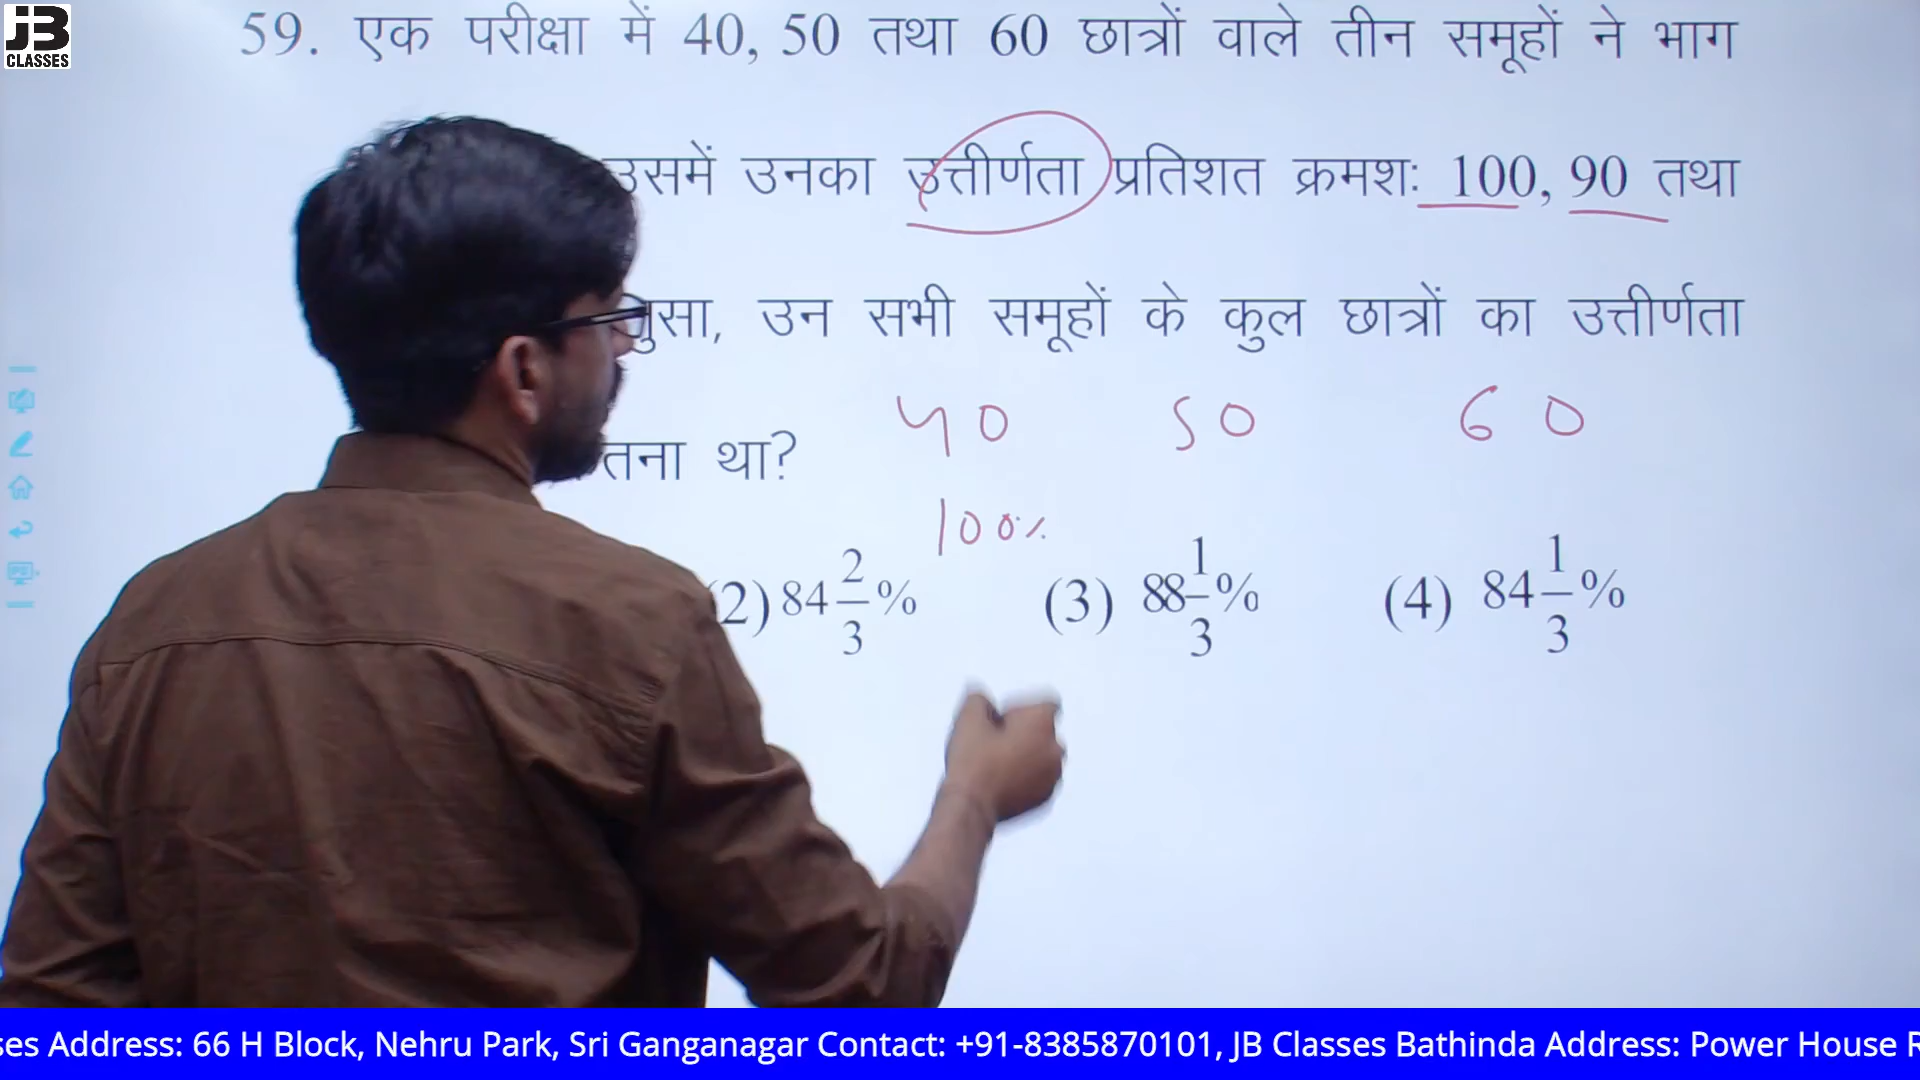 JB
CLASSES
59. एक परीक्षा में 40, 50 तथा 60 छात्रों वाले तीन समूहों ने भाग
उसमें उनका उत्तीर्णता प्रतिशत क्रमशः 100, 90 तथा
उन सभी समूहों के कुल छात्रों का उत्तीर्णता
40 50 60
था?
100%
(2) 84 2/3 % (3) 88 1/3 % (4) 84 1/3 %
Address: 66 H Block, Nehru Park, Sri Ganganagar Contact: +91-8385870101, JB Classes Bathinda Address: Power House